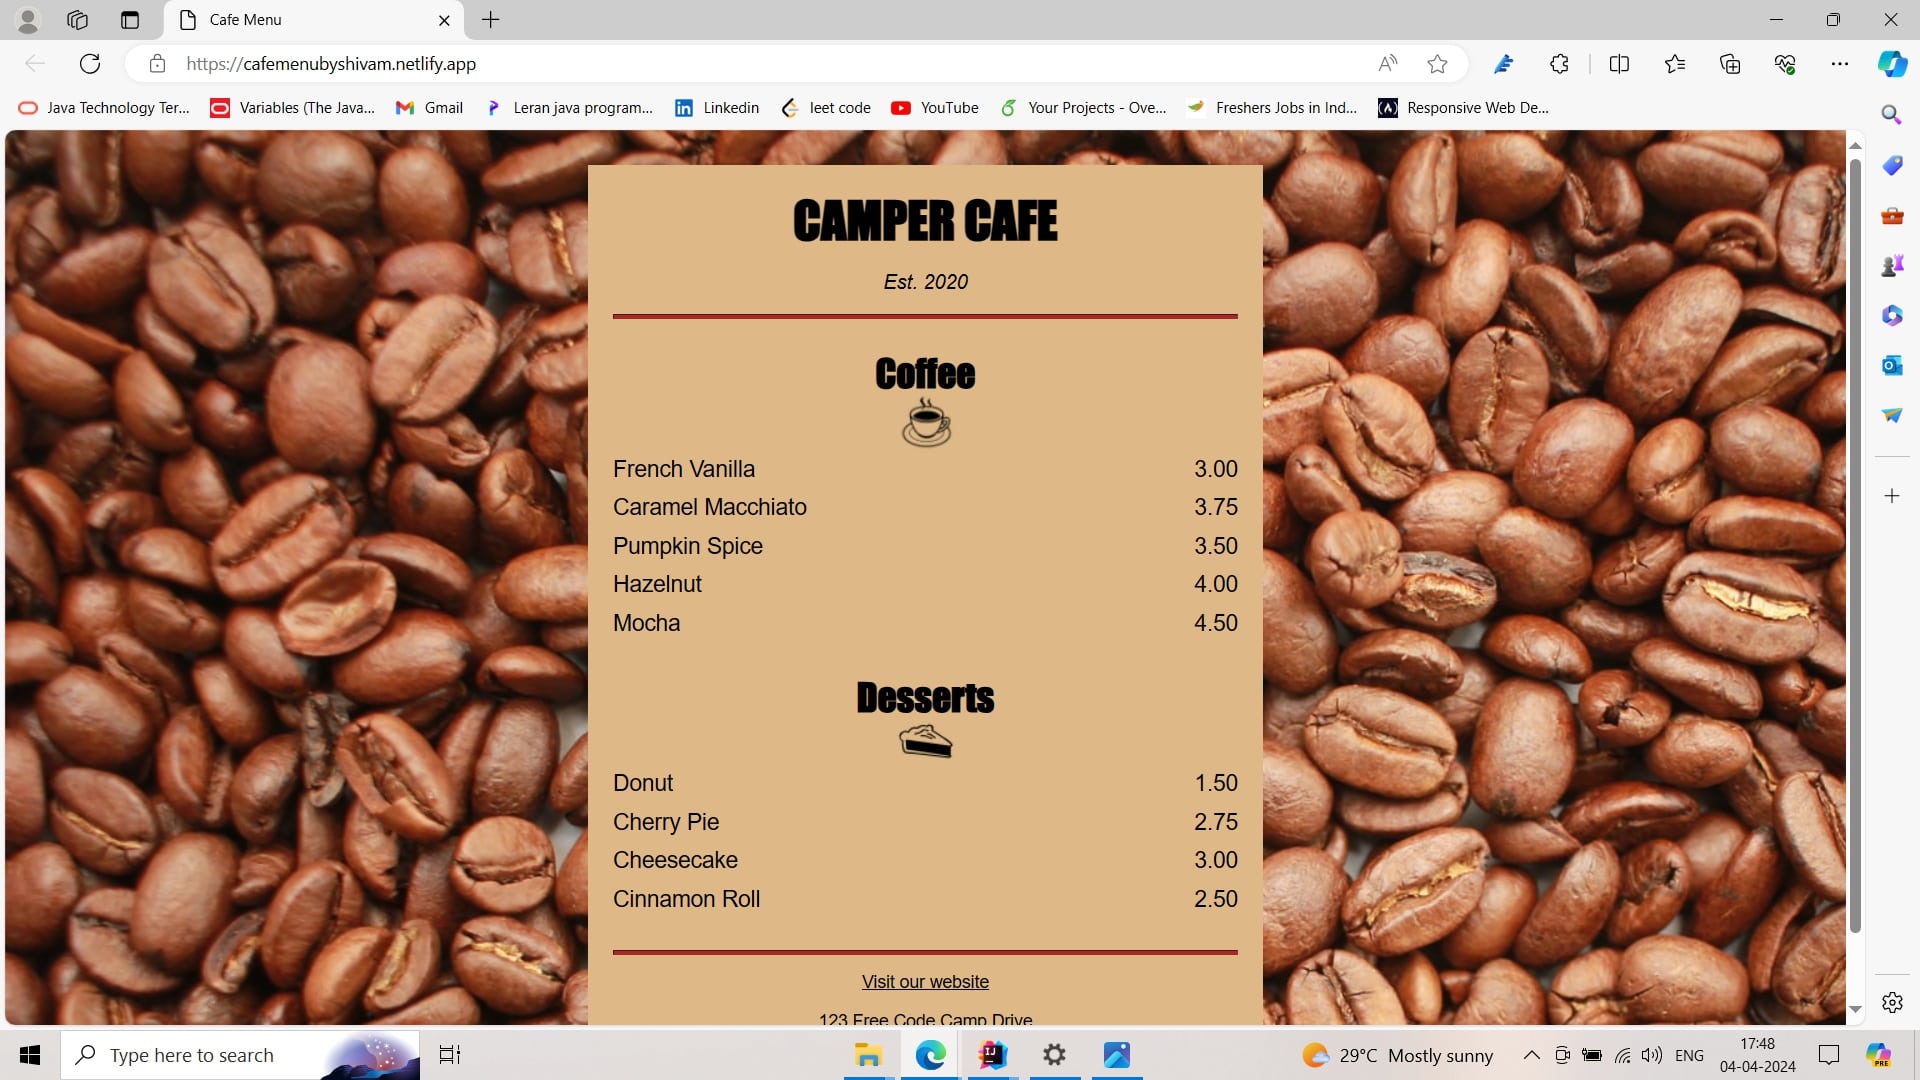 Cafe Menu
https://cafemenubyshivam.netlify.app
Java Technology Ter... Variables (The Java... Gmail Leran java program... Linkedin leet code YouTube Your Projects - Ove... Freshers Jobs in Ind... Responsive Web De...
CAMPER CAFE
Est. 2020
Coffee
French Vanilla 3.00
Caramel Macchiato 3.75
Pumpkin Spice 3.50
Hazelnut 4.00
Mocha 4.50
Desserts
Donut 1.50
Cherry Pie 2.75
Cheesecake 3.00
Cinnamon Roll 2.50
Visit our website
123 Free Code Camp Drive
Type here to search
29°C Mostly sunny
ENG
17:48
04-04-2024
PRE